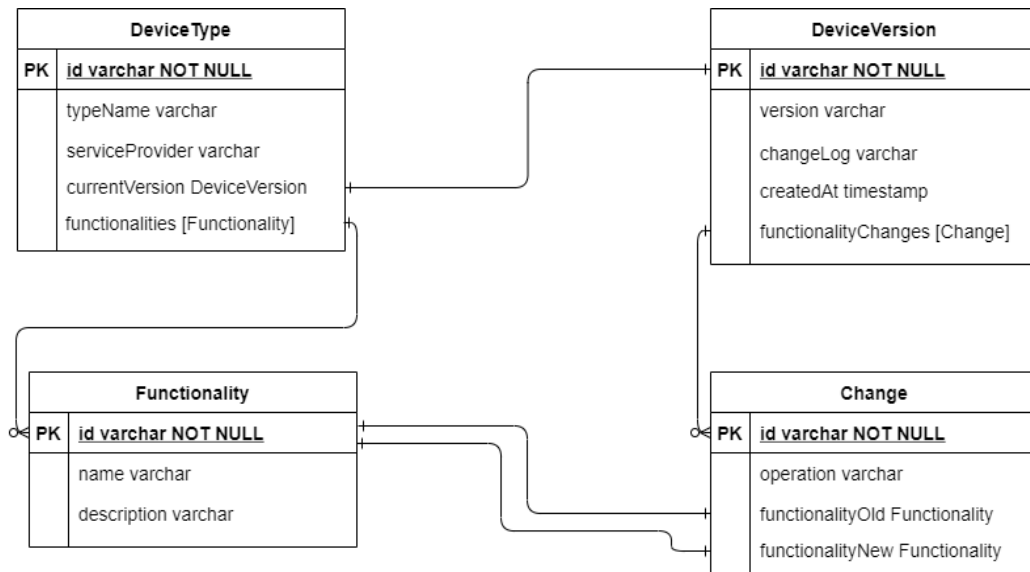 DeviceType
PK id varchar NOT NULL
typeName varchar
serviceProvider varchar
currentVersion DeviceVersion
functionalities [Functionality]
DeviceVersion
PK id varchar NOT NULL
version varchar
changeLog varchar
createdAt timestamp
functionalityChanges [Change]
Functionality
PK id varchar NOT NULL
name varchar
description varchar
Change
PK id varchar NOT NULL
operation varchar
functionalityOld Functionality
functionalityNew Functionality